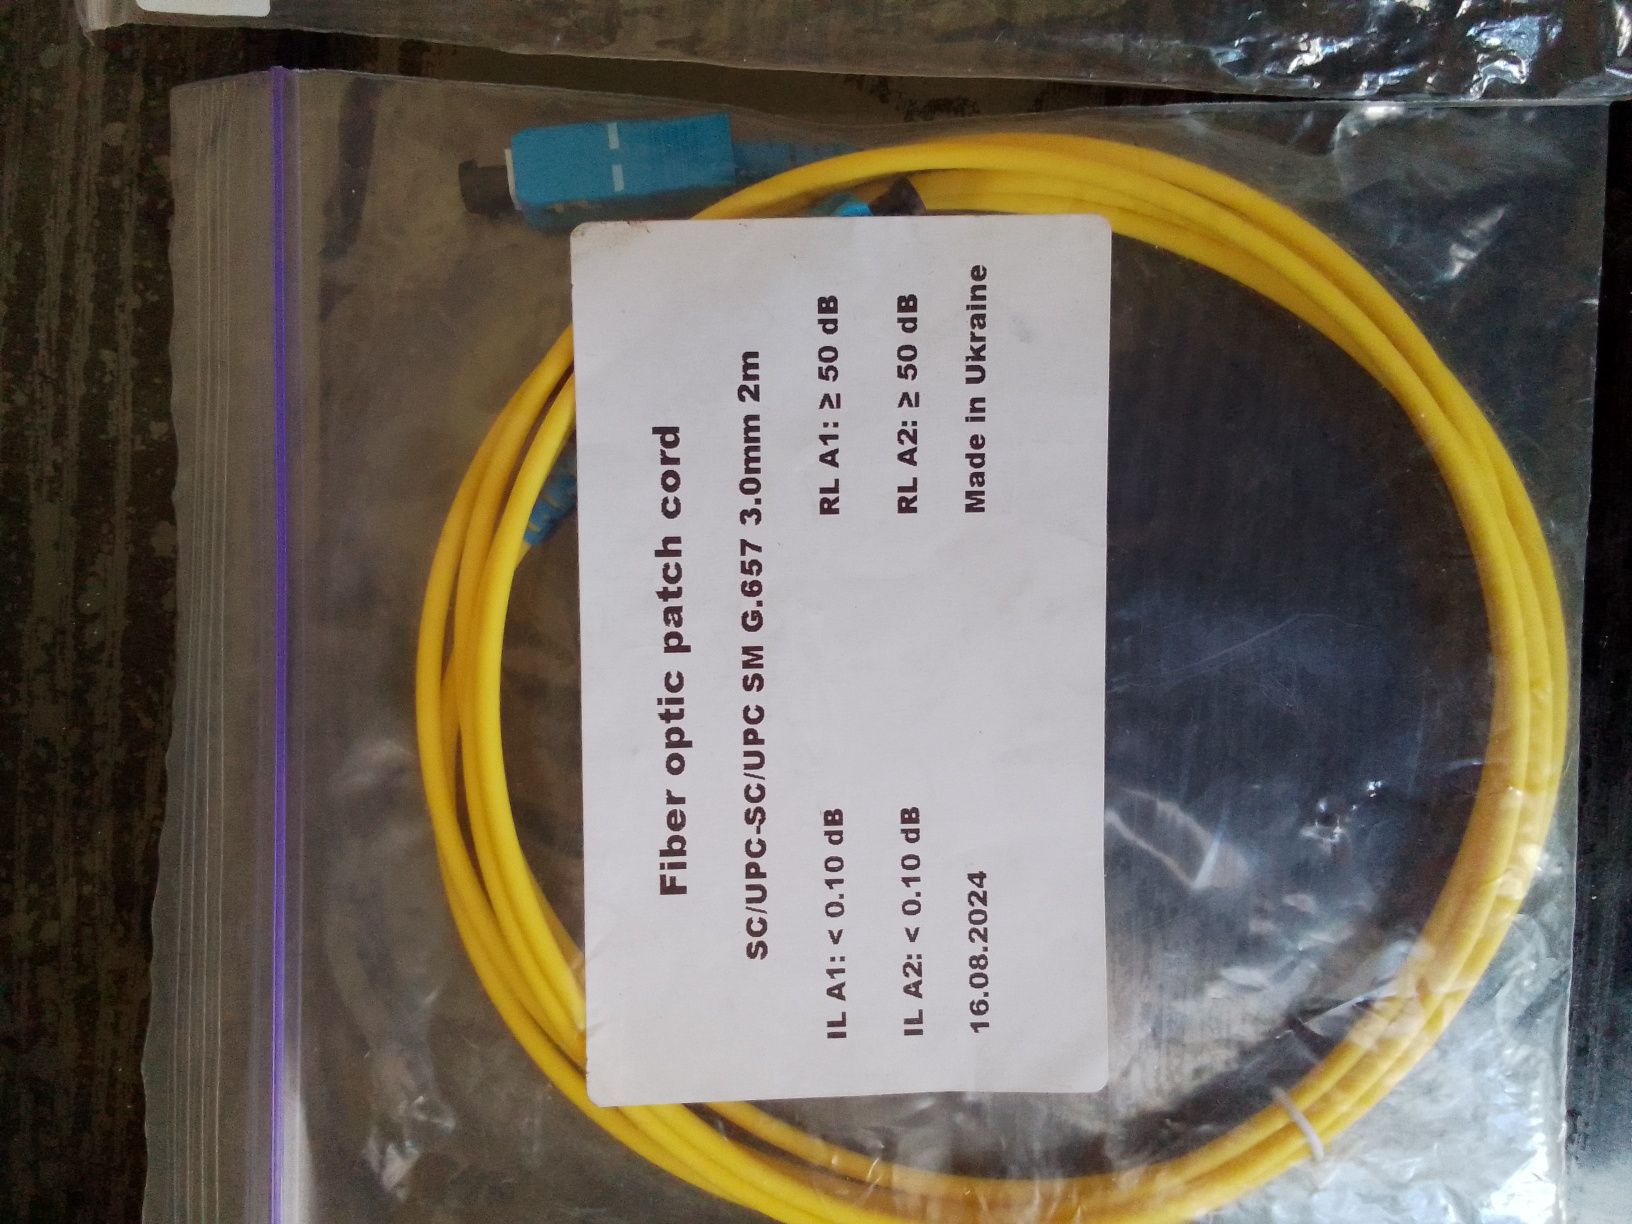 Fiber optic patch cord
SC/UPC-SC/UPC SM G.657 3.0mm 2m
IL A1: < 0.10 dB RL A1: ≥ 50 dB
IL A2: < 0.10 dB RL A2: ≥ 50 dB
16.08.2024 Made in Ukraine